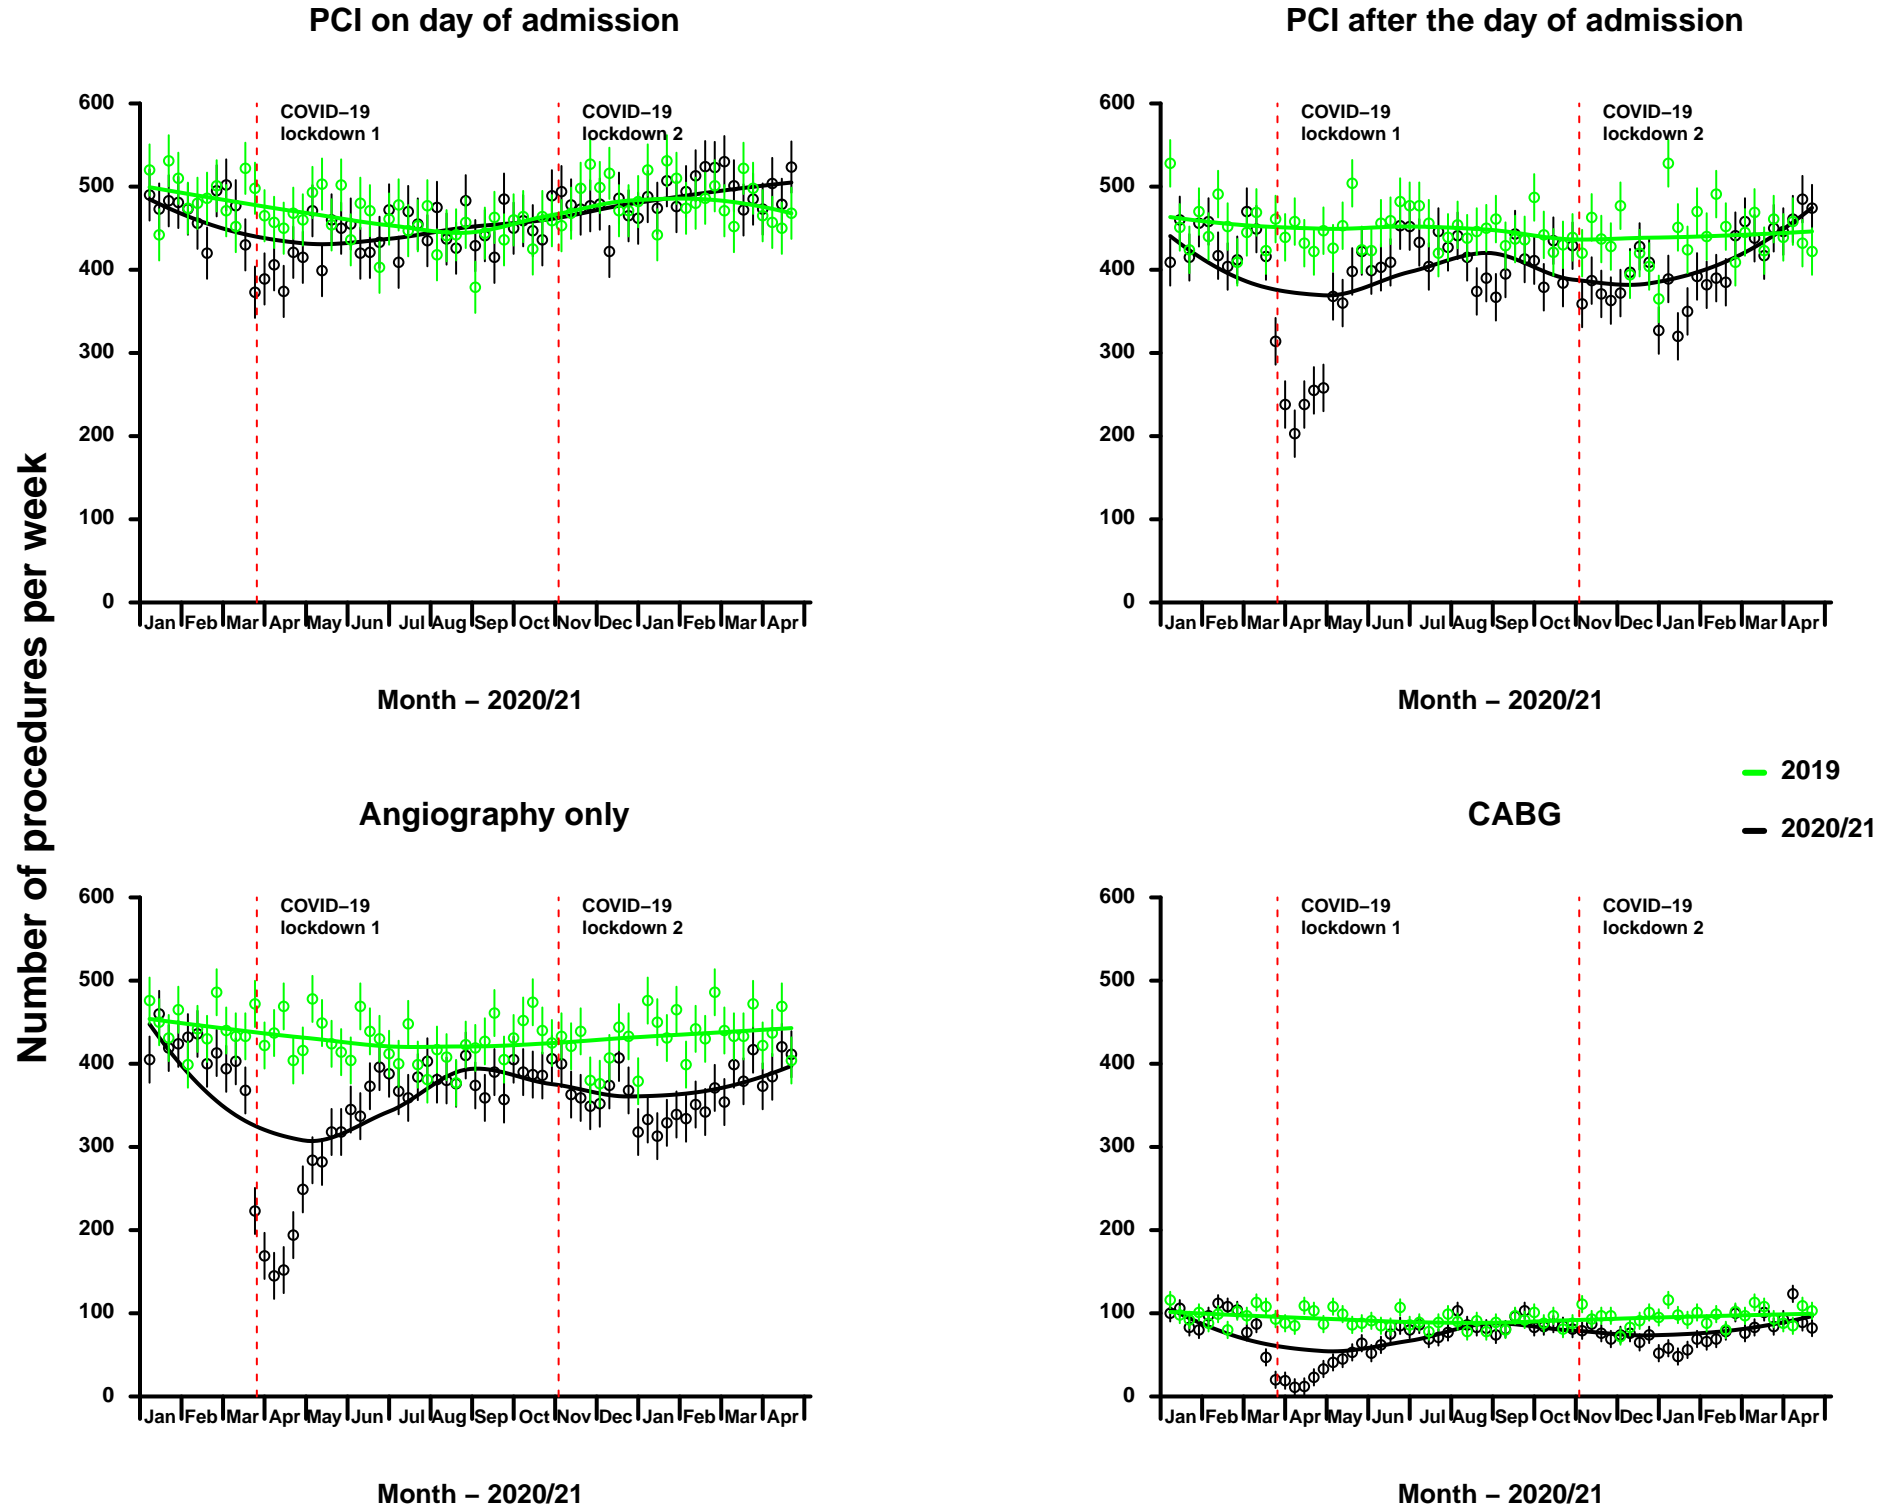 PCI on day of admission
600
500
400
300
200
100
0
COVID–19
lockdown 1
COVID–19
lockdown 2
Jan Feb Mar Apr May Jun Jul Aug Sep Oct Nov Dec Jan Feb Mar Apr
Month – 2020/21
PCI after the day of admission
600
500
400
300
200
100
0
COVID–19
lockdown 1
COVID–19
lockdown 2
Jan Feb Mar Apr May Jun Jul Aug Sep Oct Nov Dec Jan Feb Mar Apr
Month – 2020/21
Number of procedures per week
2019
2020/21
Angiography only
600
500
400
300
200
100
0
COVID–19
lockdown 1
COVID–19
lockdown 2
Jan Feb Mar Apr May Jun Jul Aug Sep Oct Nov Dec Jan Feb Mar Apr
Month – 2020/21
CABG
600
500
400
300
200
100
0
COVID–19
lockdown 1
COVID–19
lockdown 2
Jan Feb Mar Apr May Jun Jul Aug Sep Oct Nov Dec Jan Feb Mar Apr
Month – 2020/21